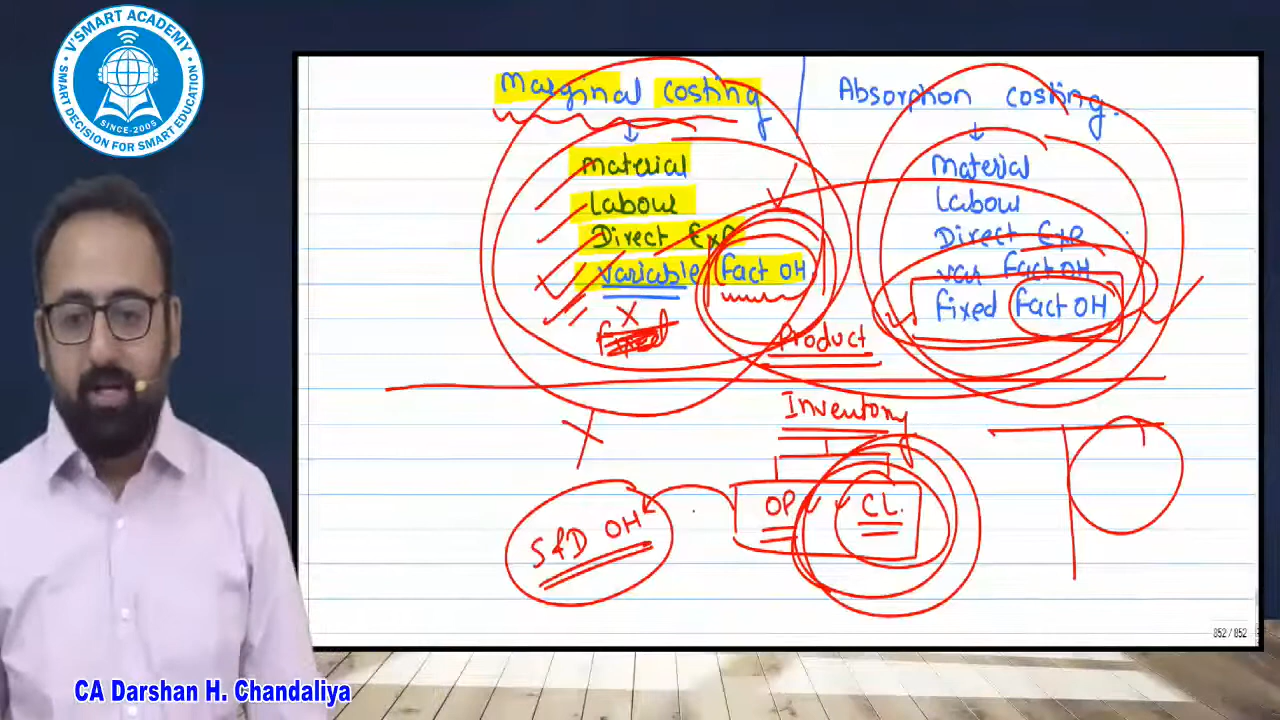 V'SMART ACADEMY
SINCE-2005
SMART DECISION FOR SMART EDUCATION
Marginal costing
Absorption costing
Material
Labour
Direct Exp
variable Fact OH
X
fixed
Material
Labour
Direct Exp
var Fact OH
fixed Fact OH
Product
Inventory
OP
CL.
S&D OH
852 / 852
CA Darshan H. Chandaliya